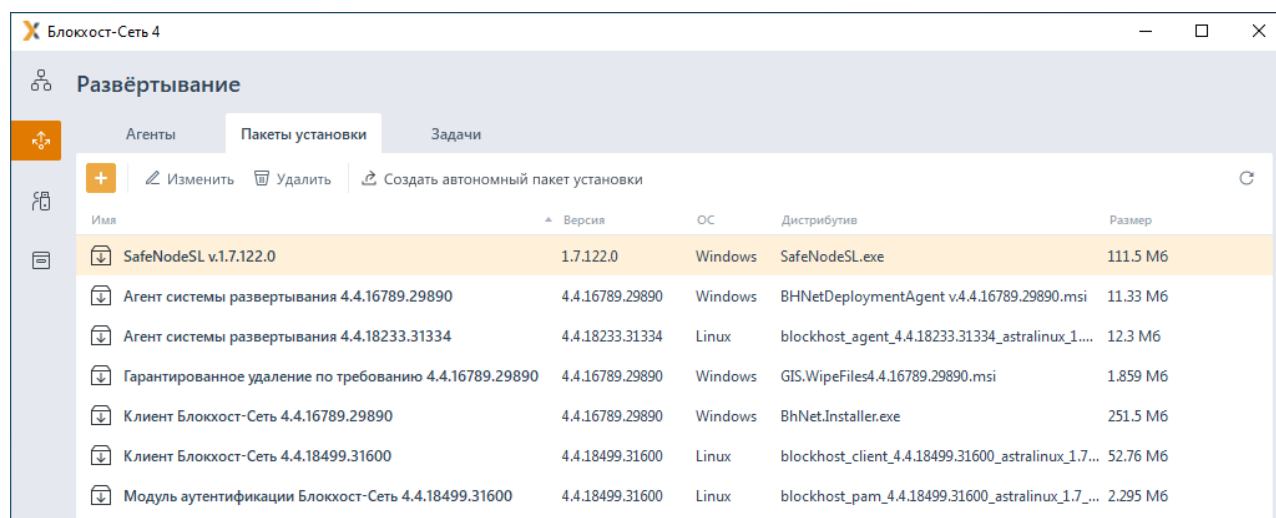 Блокхост-Сеть 4
Развёртывание
Агенты Пакеты установки Задачи
+ Изменить Удалить Создать автономный пакет установки
Имя Версия ОС Дистрибутив Размер
SafeNodeSL v.1.7.122.0 1.7.122.0 Windows SafeNodeSL.exe 111.5 Мб
Агент системы развертывания 4.4.16789.29890 4.4.16789.29890 Windows BHNetDeploymentAgent v.4.4.16789.29890.msi 11.33 Мб
Агент системы развертывания 4.4.18233.31334 4.4.18233.31334 Linux blockhost_agent_4.4.18233.31334_astralinux_1.... 12.3 Мб
Гарантированное удаление по требованию 4.4.16789.29890 4.4.16789.29890 Windows GIS.WipeFiles4.4.16789.29890.msi 1.859 Мб
Клиент Блокхост-Сеть 4.4.16789.29890 4.4.16789.29890 Windows BhNet.Installer.exe 251.5 Мб
Клиент Блокхост-Сеть 4.4.18499.31600 4.4.18499.31600 Linux blockhost_client_4.4.18499.31600_astralinux_1.7... 52.76 Мб
Модуль аутентификации Блокхост-Сеть 4.4.18499.31600 4.4.18499.31600 Linux blockhost_pam_4.4.18499.31600_astralinux_1.7_... 2.295 Мб